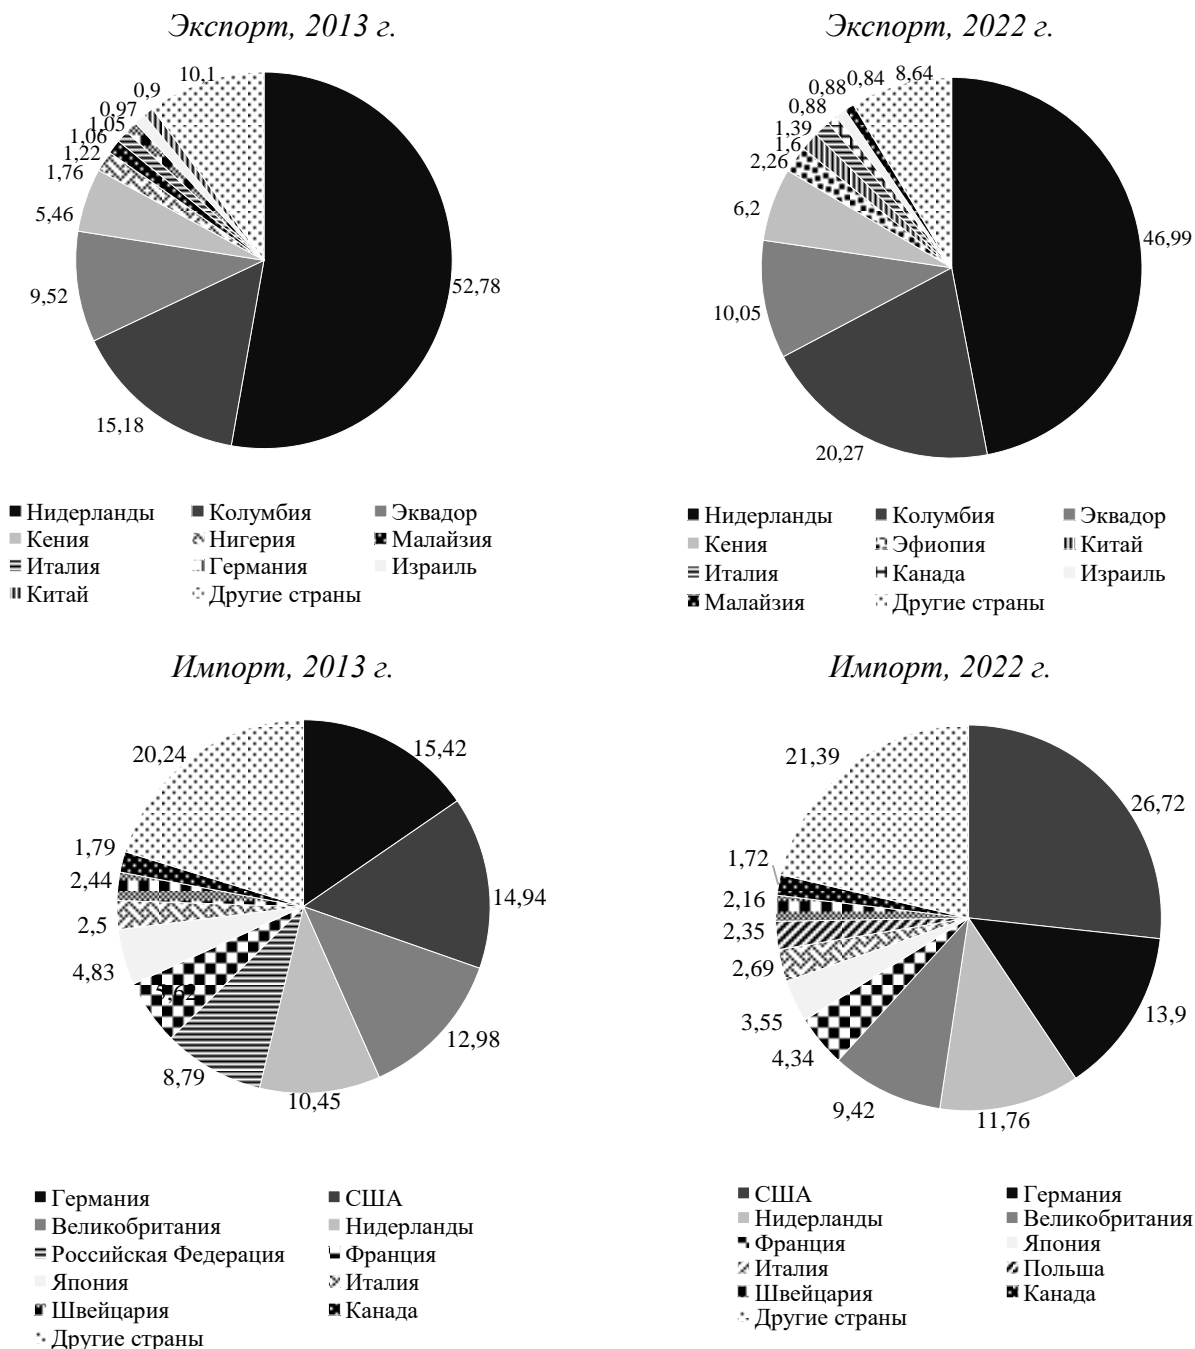 Экспорт, 2013 г.
Экспорт, 2022 г.
10,1
0,9
0,97
1,05
1,06
1,22
1,76
5,46
9,52
15,18
52,78
8,64
0,84
0,88
0,88
1,39
1,6
2,26
6,2
10,05
20,27
46,99
Нидерланды Колумбия Эквадор
Кения Нигерия Малайзия
Италия Германия Израиль
Китай Другие страны
Нидерланды Колумбия Эквадор
Кения Эфиопия Китай
Италия Канада Израиль
Малайзия Другие страны
Импорт, 2013 г.
Импорт, 2022 г.
20,24
15,42
1,79
2,44
2,5
4,83
5,62
8,79
10,45
12,98
14,94
21,39
26,72
1,72
2,16
2,35
2,69
3,55
4,34
9,42
11,76
13,9
Германия США
Великобритания Нидерланды
Российская Федерация Франция
Япония Италия
Швейцария Канада
Другие страны
США Германия
Нидерланды Великобритания
Франция Япония
Италия Польша
Швейцария Канада
Другие страны